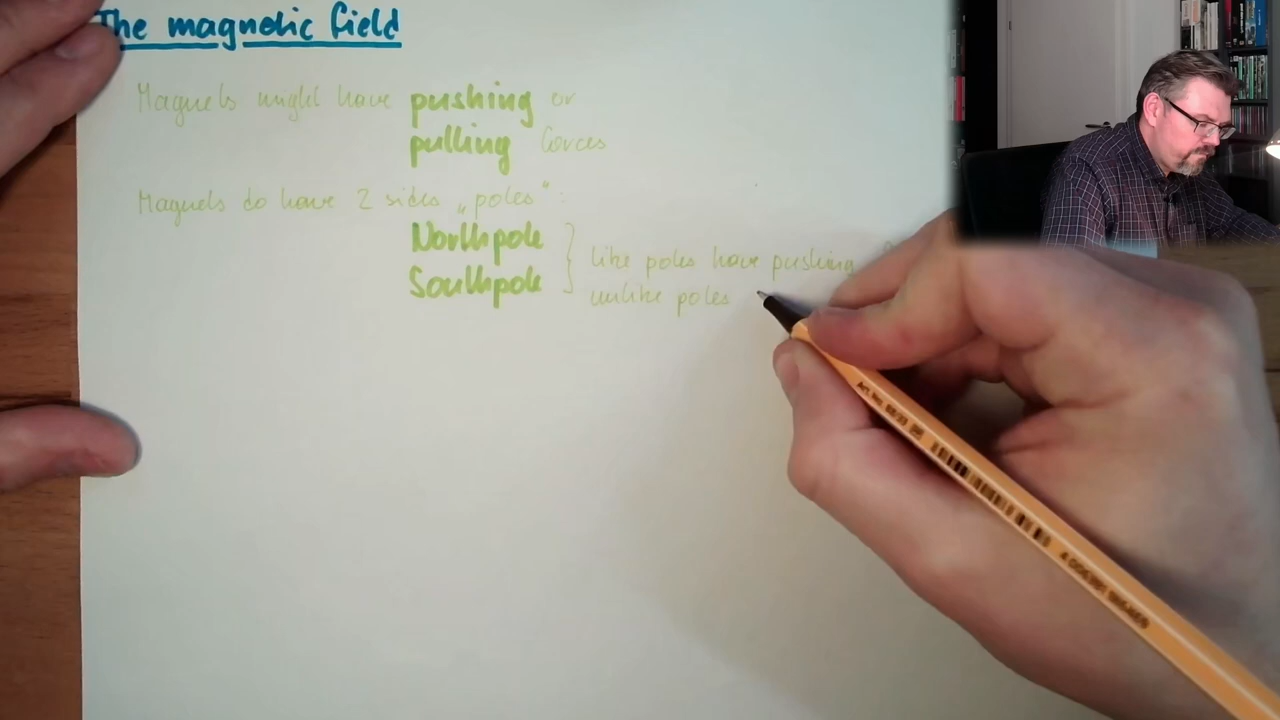 The magnetic field
Magnets might have pushing or
pulling forces
Magnets do have 2 sides „poles":
Northpole
Southpole
like poles have pushing
unlike poles